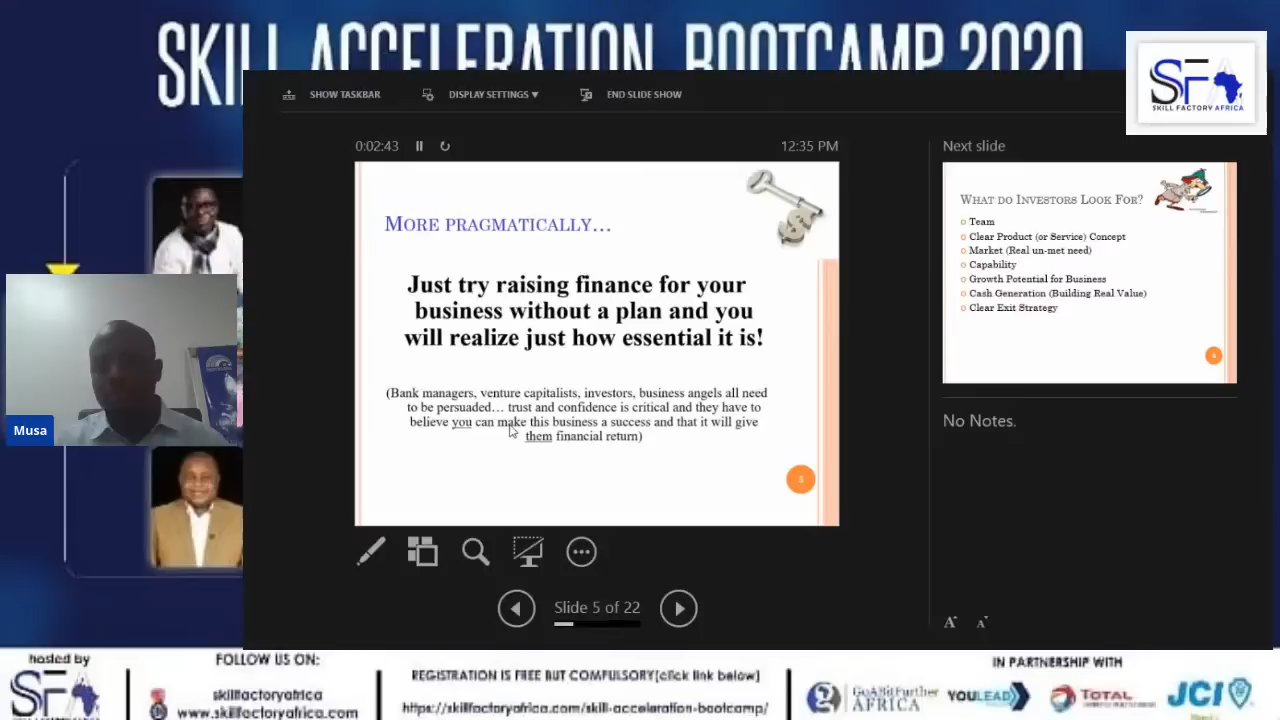 SKILL ACCELERATION BOOTCAMP 2020
SFA
SKILL FACTORY AFRICA
SHOW TASKBAR
DISPLAY SETTINGS ▼
END SLIDE SHOW
0:02:43
12:35 PM
MORE PRAGMATICALLY...
Just try raising finance for your
business without a plan and you
will realize just how essential it is!
(Bank managers, venture capitalists, investors, business angels all need
to be persuaded... trust and confidence is critical and they have to
believe you can make this business a success and that it will give
them financial return)
5
Next slide
WHAT DO INVESTORS LOOK FOR?
Team
Clear Product (or Service) Concept
Market (Real un-met need)
Capability
Growth Potential for Business
Cash Generation (Building Real Value)
Clear Exit Strategy
6
No Notes.
Musa
Slide 5 of 22
A A
hosted by
SFA
FOLLOW US ON:
skillfactoryafrica
www.skillfactoryafrica.com
REGISTRATION IS FREE BUT COMPULSORY(click link below)
https://skillfactoryafrica.com/skill-acceleration-bootcamp/
IN PARTNERSHIP WITH
GoABitFurther
AFRICA
YOULEAD
TOTAL
JCI